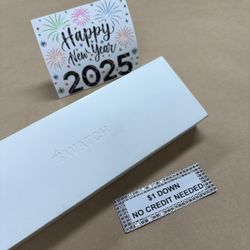 Happy
New Year
2025
WATCH
$1 DOWN
NO CREDIT NEEDED